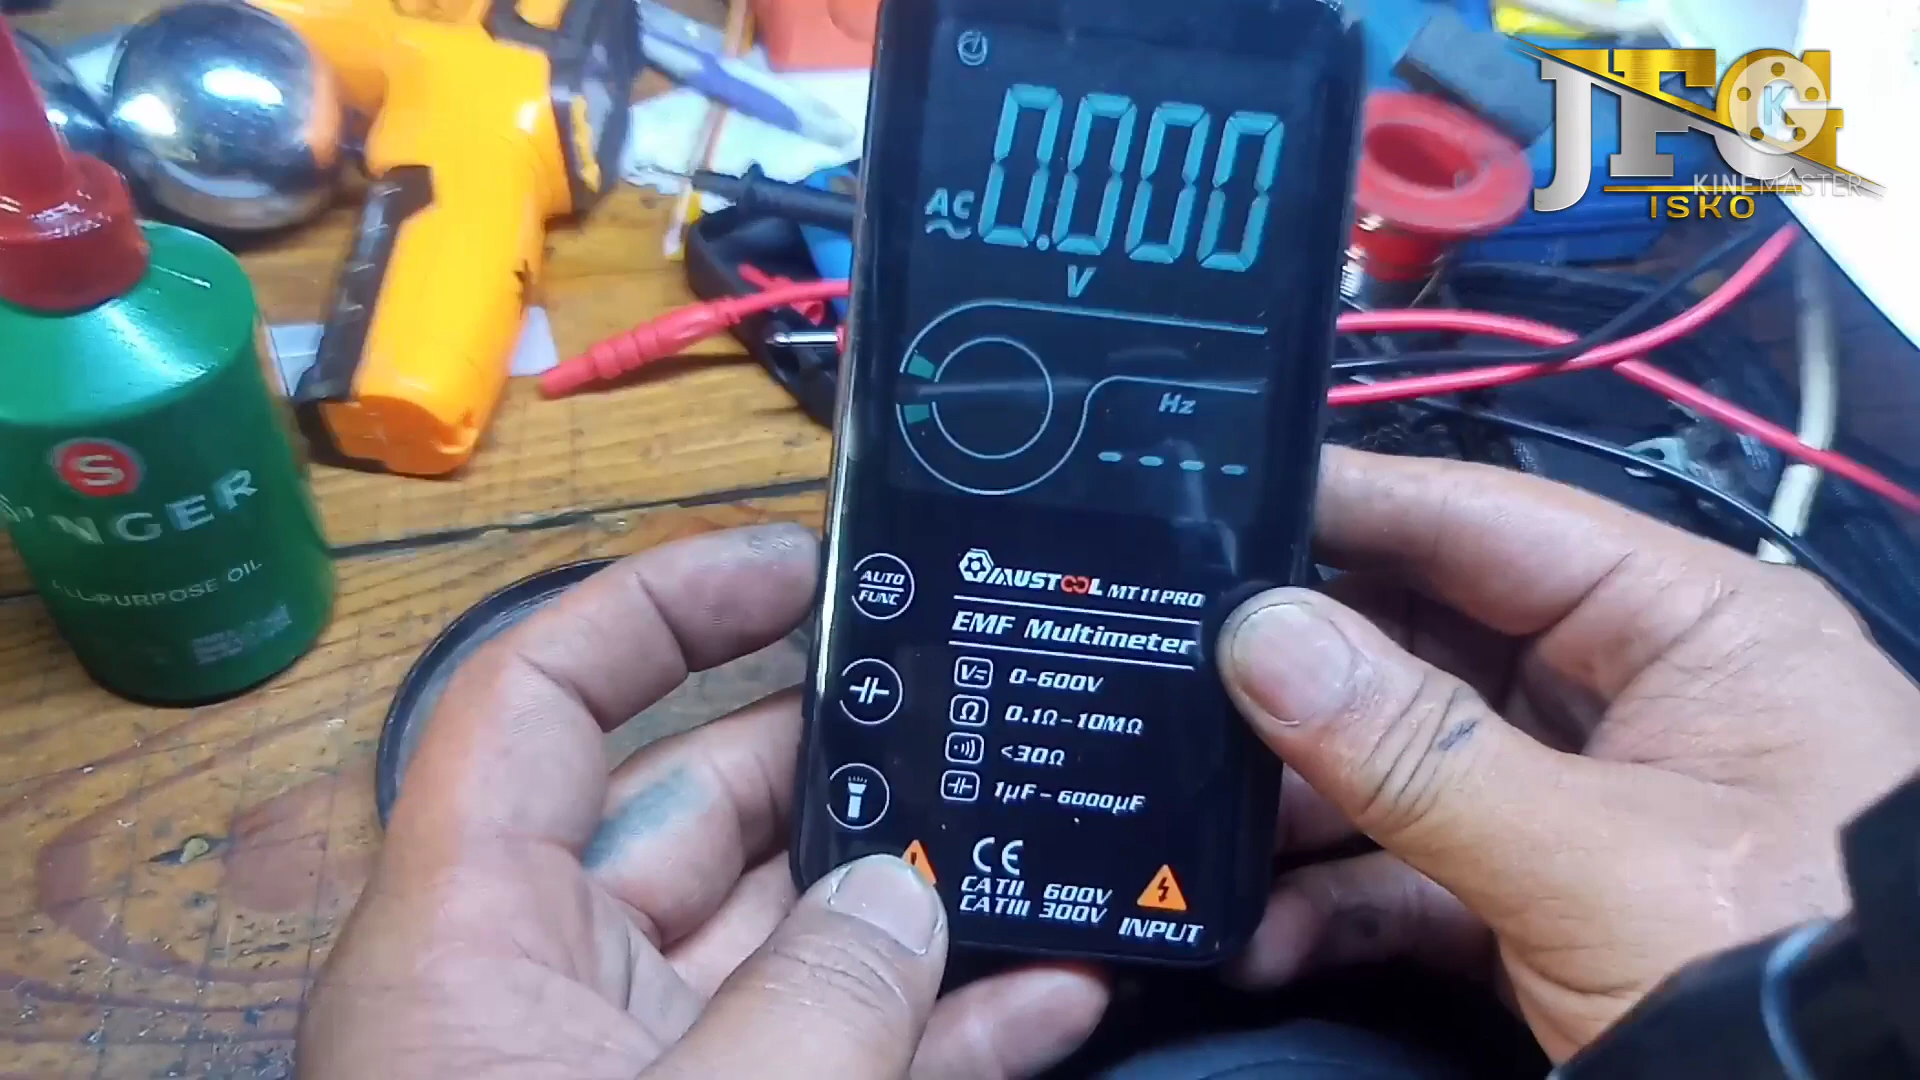 JFG
K
KINEMASTER
ISKO
0.000
AC
V
Hz
- - - -
S
SINGER
ALL-PURPOSE OIL
AUTO
FUNC
MUSTOOL MT11PRO
EMF Multimeter
V 0-600V
Ω 0.1Ω-10MΩ
<30Ω
1µF-6000µF
CE
CATII 600V
CATIII 300V
INPUT